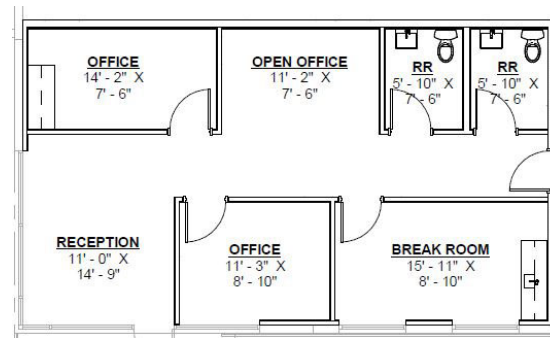 OFFICE
14' - 2" X
7' - 6"
OPEN OFFICE
11' - 2" X
7' - 6"
RR
5' - 10" X
7' - 6"
RR
5' - 10" X
7' - 6"
RECEPTION
11' - 0" X
14' - 9"
OFFICE
11' - 3" X
8' - 10"
BREAK ROOM
15' - 11" X
8' - 10"